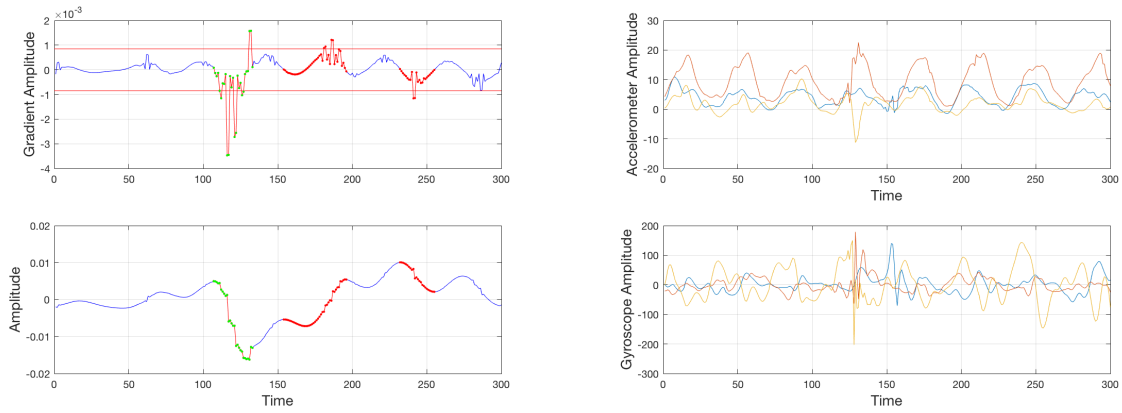 ×10⁻³
2
1
0
-1
-2
-3
-4
Gradient Amplitude
0 50 100 150 200 250 300
30
20
10
0
-10
-20
Accelerometer Amplitude
0 50 100 150 200 250 300
Time
0.02
0.01
0
-0.01
-0.02
Amplitude
0 50 100 150 200 250 300
Time
200
100
0
-100
-200
-300
Gyroscope Amplitude
0 50 100 150 200 250 300
Time